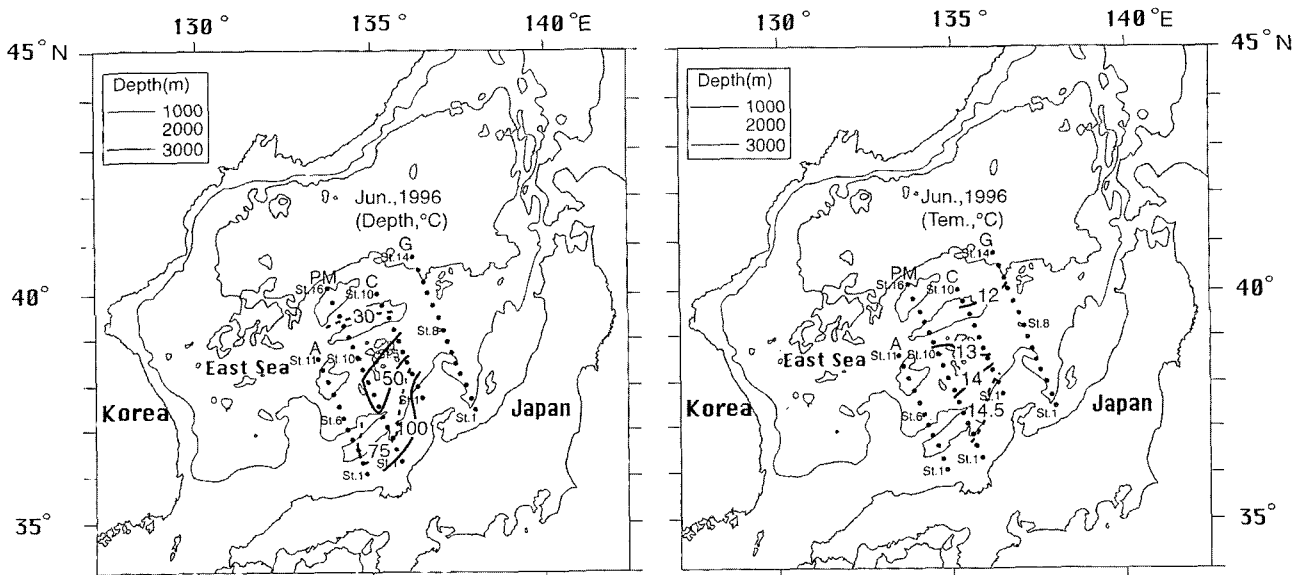 130°
135°
140°E
45°N
Depth(m)
1000
2000
3000
Jun.,1996
(Depth,°C)
G
St.14
PM
C
St.16
St.10
40°
30
St.8
A
St.11
St.10
East Sea
50
Korea
St.1
Japan
St.6
100
St.1
75
St.1
St.1
35°
130°
135°
140°E
45°N
Depth(m)
1000
2000
3000
Jun.,1996
(Tem.,°C)
G
St.14
PM
C
St.16
St.10
12
40°
St.8
A
13
St.11
St.10
East Sea
14
Korea
St.1
14.5
Japan
St.6
St.1
St.1
St.1
35°